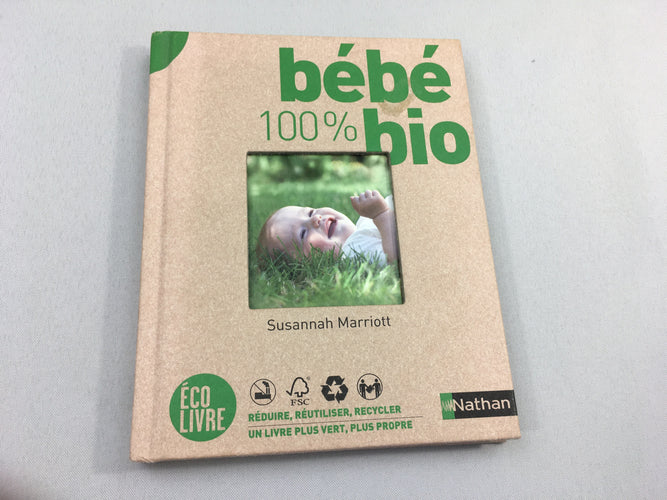 bébé
100% bio
Susannah Marriott
ÉCO
LIVRE
FSC
RÉDUIRE, RÉUTILISER, RECYCLER
UN LIVRE PLUS VERT, PLUS PROPRE
Nathan